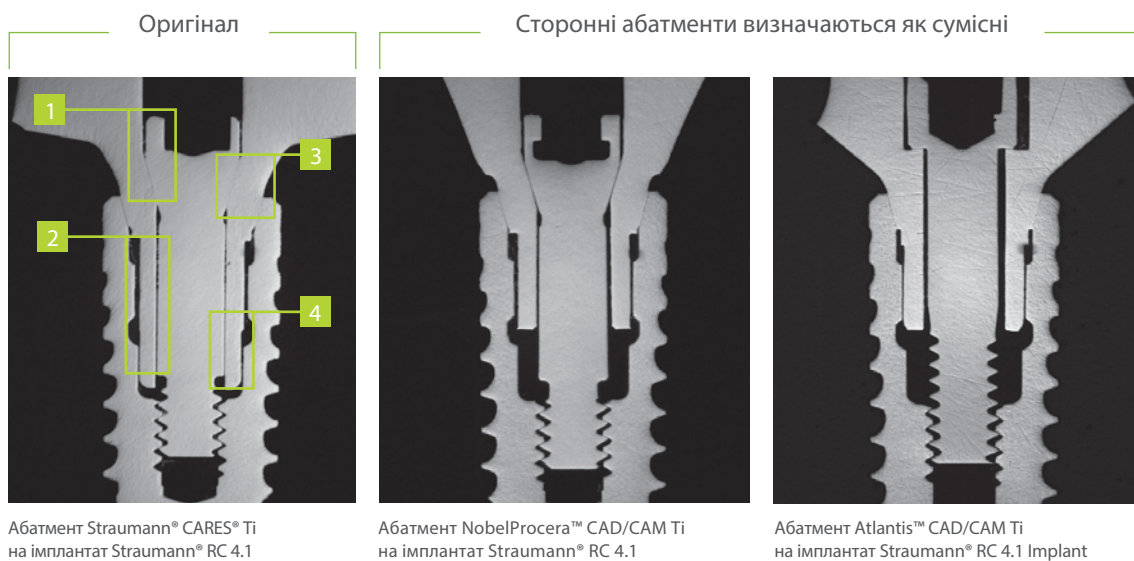 Оригінал
Сторонні абатменти визначаються як сумісні
1
2
3
4
Абатмент Straumann® CARES® Ti
на імплантат Straumann® RC 4.1
Абатмент NobelProcera™ CAD/CAM Ti
на імплантат Straumann® RC 4.1
Абатмент Atlantis™ CAD/CAM Ti
на імплантат Straumann® RC 4.1 Implant